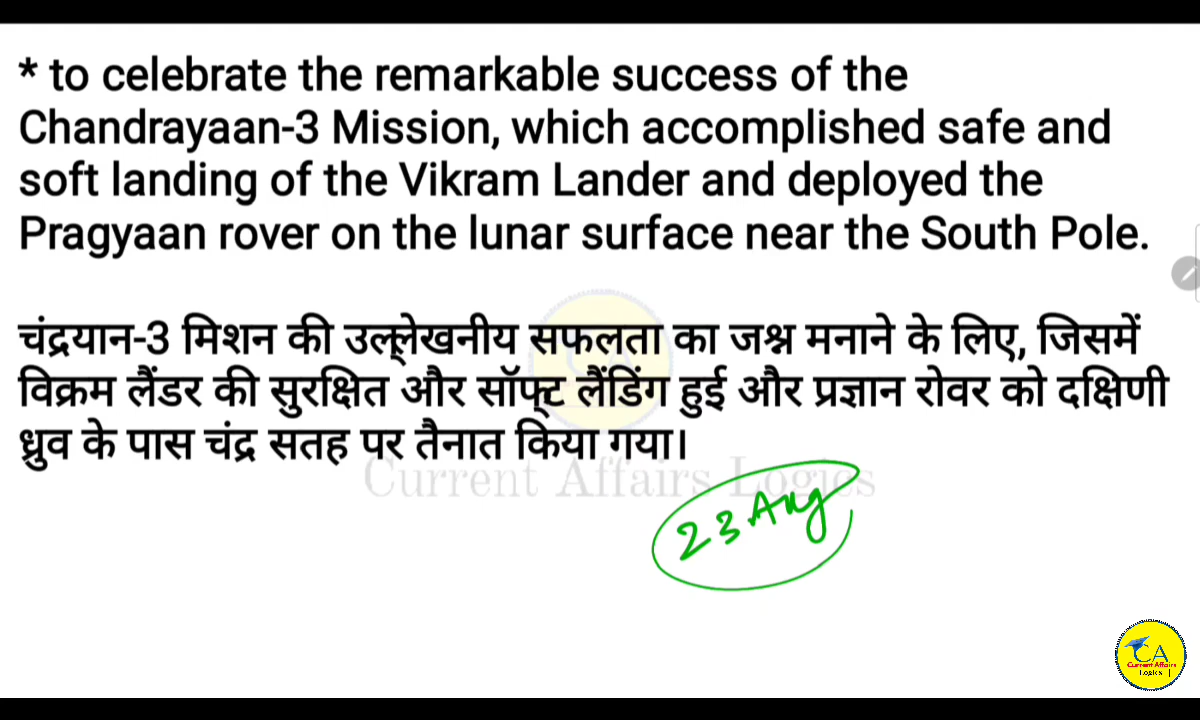 * to celebrate the remarkable success of the
Chandrayaan-3 Mission, which accomplished safe and
soft landing of the Vikram Lander and deployed the
Pragyaan rover on the lunar surface near the South Pole.
चंद्रयान-3 मिशन की उल्लेखनीय सफलता का जश्न मनाने के लिए, जिसमें
विक्रम लैंडर की सुरक्षित और सॉफ्ट लैंडिंग हुई और प्रज्ञान रोवर को दक्षिणी
ध्रुव के पास चंद्र सतह पर तैनात किया गया।
Current Affairs Logics
23 Aug
CA
Current Affairs
Logics